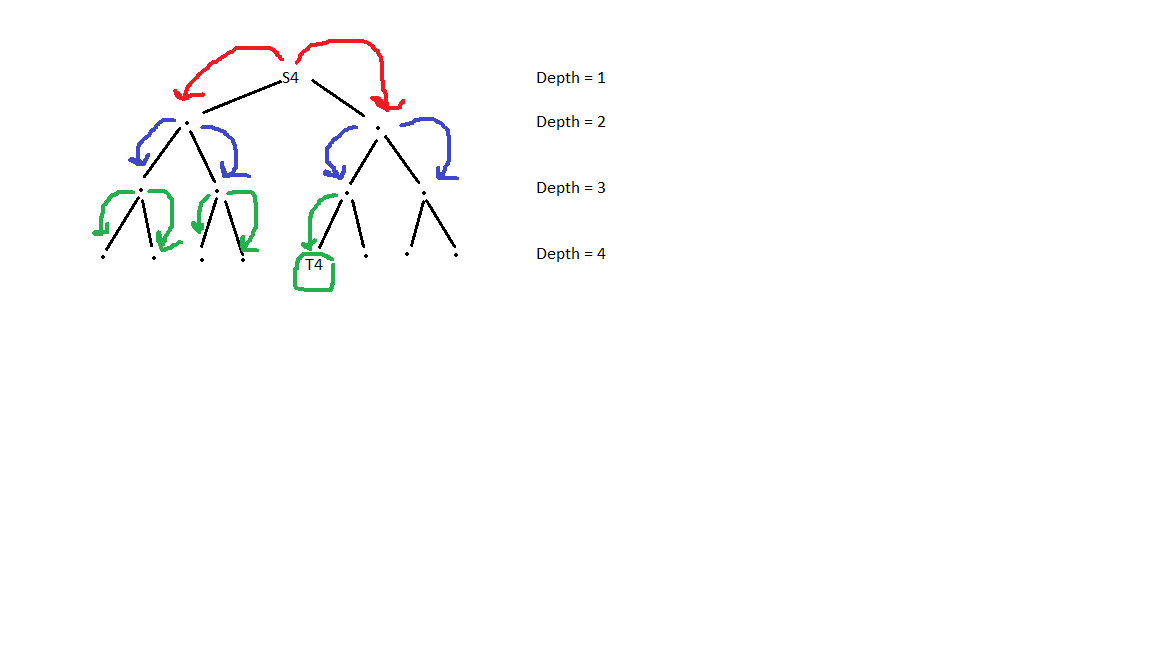 S4
Depth = 1
Depth = 2
Depth = 3
Depth = 4
T4